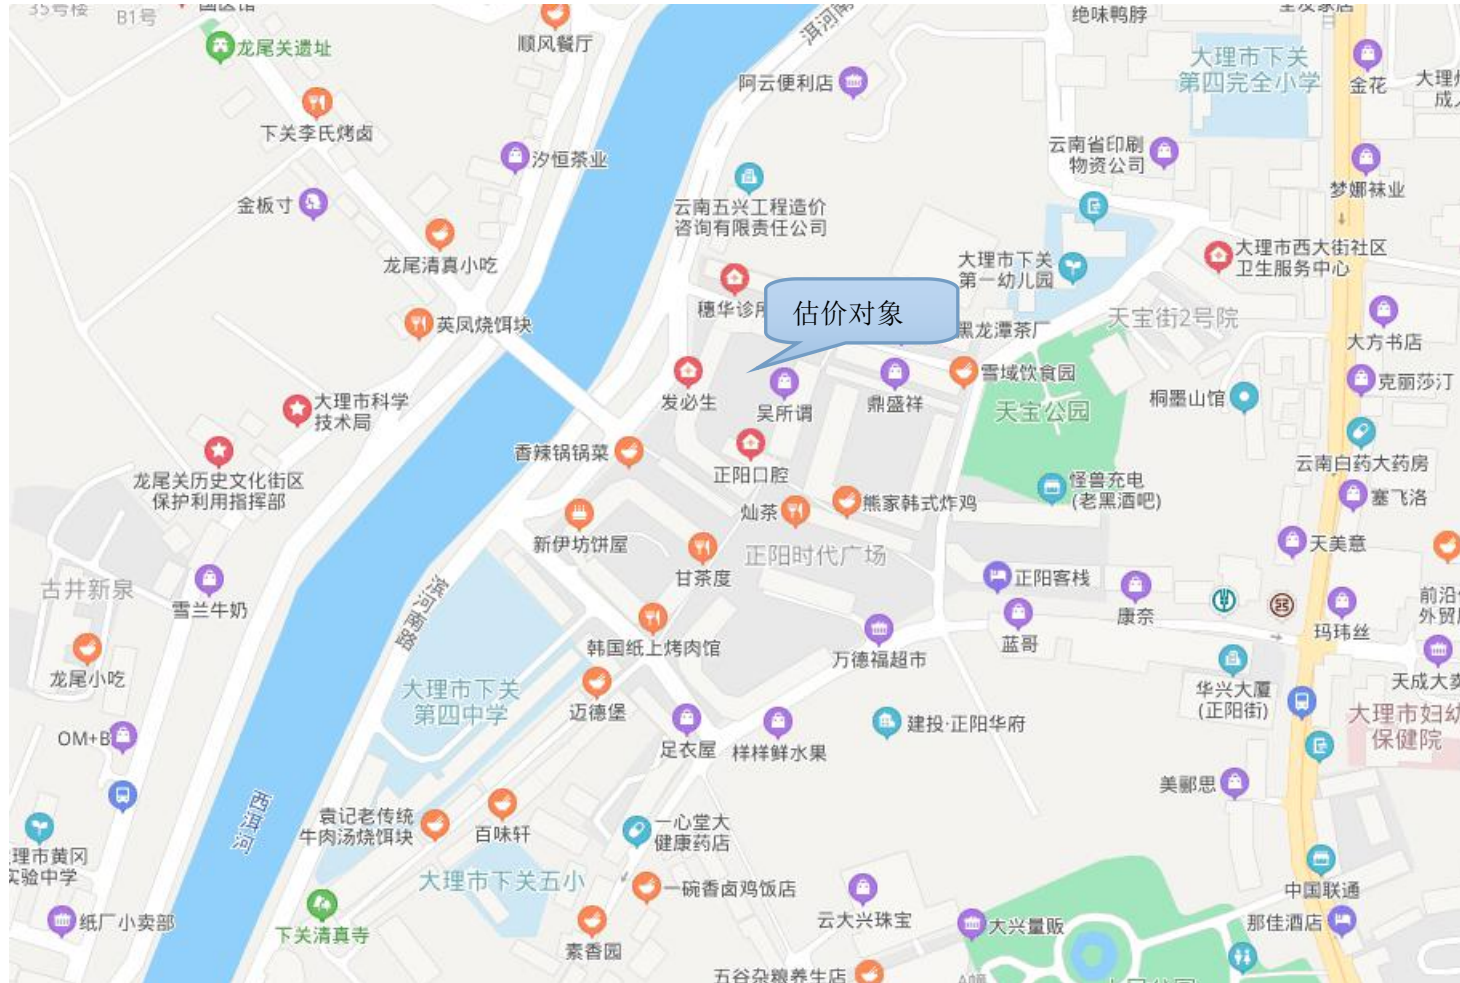 35号楼
B1号
龙尾关遗址
顺风餐厅
绝味鸭脖
大理市下关
第四完全小学
金花
阿云便利店
下关李氏烤卤
汐恒茶业
云南省印刷
物资公司
梦娜袜业
金板寸
云南五兴工程造价
咨询有限责任公司
龙尾清真小吃
大理市下关
第一幼儿园
大理市西大街社区
卫生服务中心
穗华诊所
估价对象
黑龙潭茶厂
天宝街2号院
英凤烧饵块
大方书店
雪域饮食园
克丽莎汀
发必生
吴所谓
鼎盛祥
天宝公园
桐墨山馆
大理市科学
技术局
香辣锅锅菜
正阳口腔
云南白药大药房
龙尾关历史文化街区
保护利用指挥部
怪兽充电
(老黑酒吧)
塞飞洛
灿茶
熊家韩式炸鸡
新伊坊饼屋
正阳时代广场
天美意
甘茶度
正阳客栈
古井新泉
雪兰牛奶
滨河南路
康奈
蓝哥
玛玮丝
韩国纸上烤肉馆
万德福超市
龙尾小吃
大理市下关
第四中学
迈德堡
华兴大厦
(正阳街)
建投·正阳华府
大理市妇幼
保健院
OM+B
足衣屋
样样鲜水果
美郦思
西洱河
袁记老传统
牛肉汤烧饵块
百味轩
一心堂大
健康药店
大理市下关五小
一碗香卤鸡饭店
中国联通
纸厂小卖部
下关清真寺
素香园
云大兴珠宝
大兴量贩
那佳酒店
五谷杂粮养生店